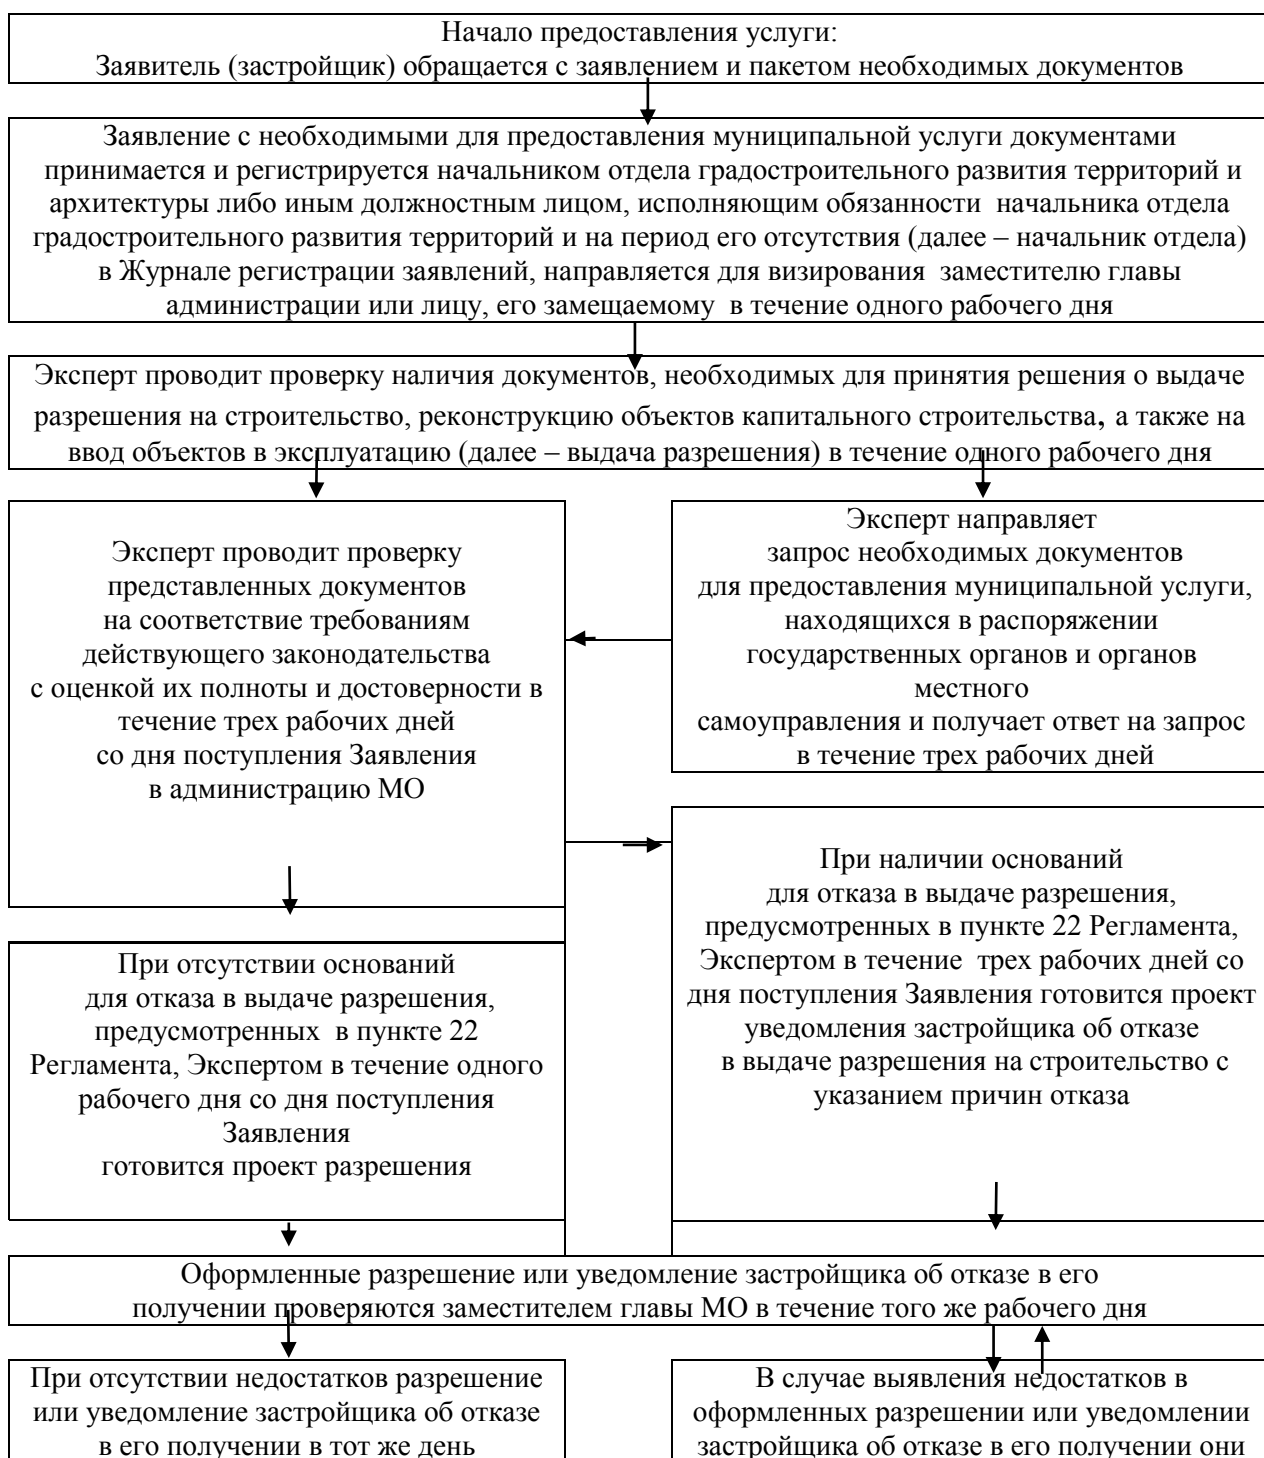 Начало предоставления услуги:
Заявитель (застройщик) обращается с заявлением и пакетом необходимых документов
Заявление с необходимыми для предоставления муниципальной услуги документами
принимается и регистрируется начальником отдела градостроительного развития территорий и
архитектуры либо иным должностным лицом, исполняющим обязанности начальника отдела
градостроительного развития территорий и на период его отсутствия (далее – начальник отдела)
в Журнале регистрации заявлений, направляется для визирования заместителю главы
администрации или лицу, его замещаемому в течение одного рабочего дня
Эксперт проводит проверку наличия документов, необходимых для принятия решения о выдаче
разрешения на строительство, реконструкцию объектов капитального строительства, а также на
ввод объектов в эксплуатацию (далее – выдача разрешения) в течение одного рабочего дня
Эксперт проводит проверку
представленных документов
на соответствие требованиям
действующего законодательства
с оценкой их полноты и достоверности в
течение трех рабочих дней
со дня поступления Заявления
в администрацию МО
Эксперт направляет
запрос необходимых документов
для предоставления муниципальной услуги,
находящихся в распоряжении
государственных органов и органов
местного
самоуправления и получает ответ на запрос
в течение трех рабочих дней
При отсутствии оснований
для отказа в выдаче разрешения,
предусмотренных в пункте 22
Регламента, Экспертом в течение одного
рабочего дня со дня поступления
Заявления
готовится проект разрешения
При наличии оснований
для отказа в выдаче разрешения,
предусмотренных в пункте 22 Регламента,
Экспертом в течение трех рабочих дней со
дня поступления Заявления готовится проект
уведомления застройщика об отказе
в выдаче разрешения на строительство с
указанием причин отказа
Оформленные разрешение или уведомление застройщика об отказе в его
получении проверяются заместителем главы МО в течение того же рабочего дня
При отсутствии недостатков разрешение
или уведомление застройщика об отказе
в его получении в тот же день
В случае выявления недостатков в
оформленных разрешении или уведомлении
застройщика об отказе в его получении они